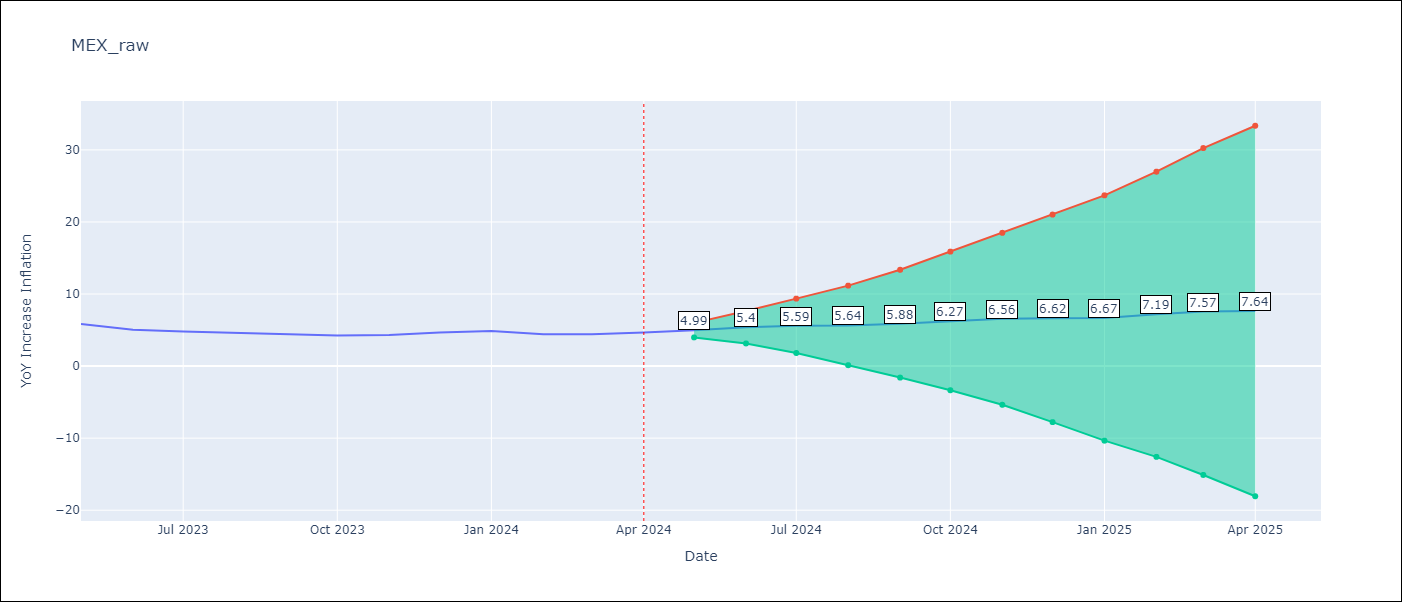 MEX_raw
YoY Increase Inflation
30
20
10
0
−10
−20
4.99
5.4
5.59
5.64
5.88
6.27
6.56
6.62
6.67
7.19
7.57
7.64
Jul 2023
Oct 2023
Jan 2024
Apr 2024
Jul 2024
Oct 2024
Jan 2025
Apr 2025
Date